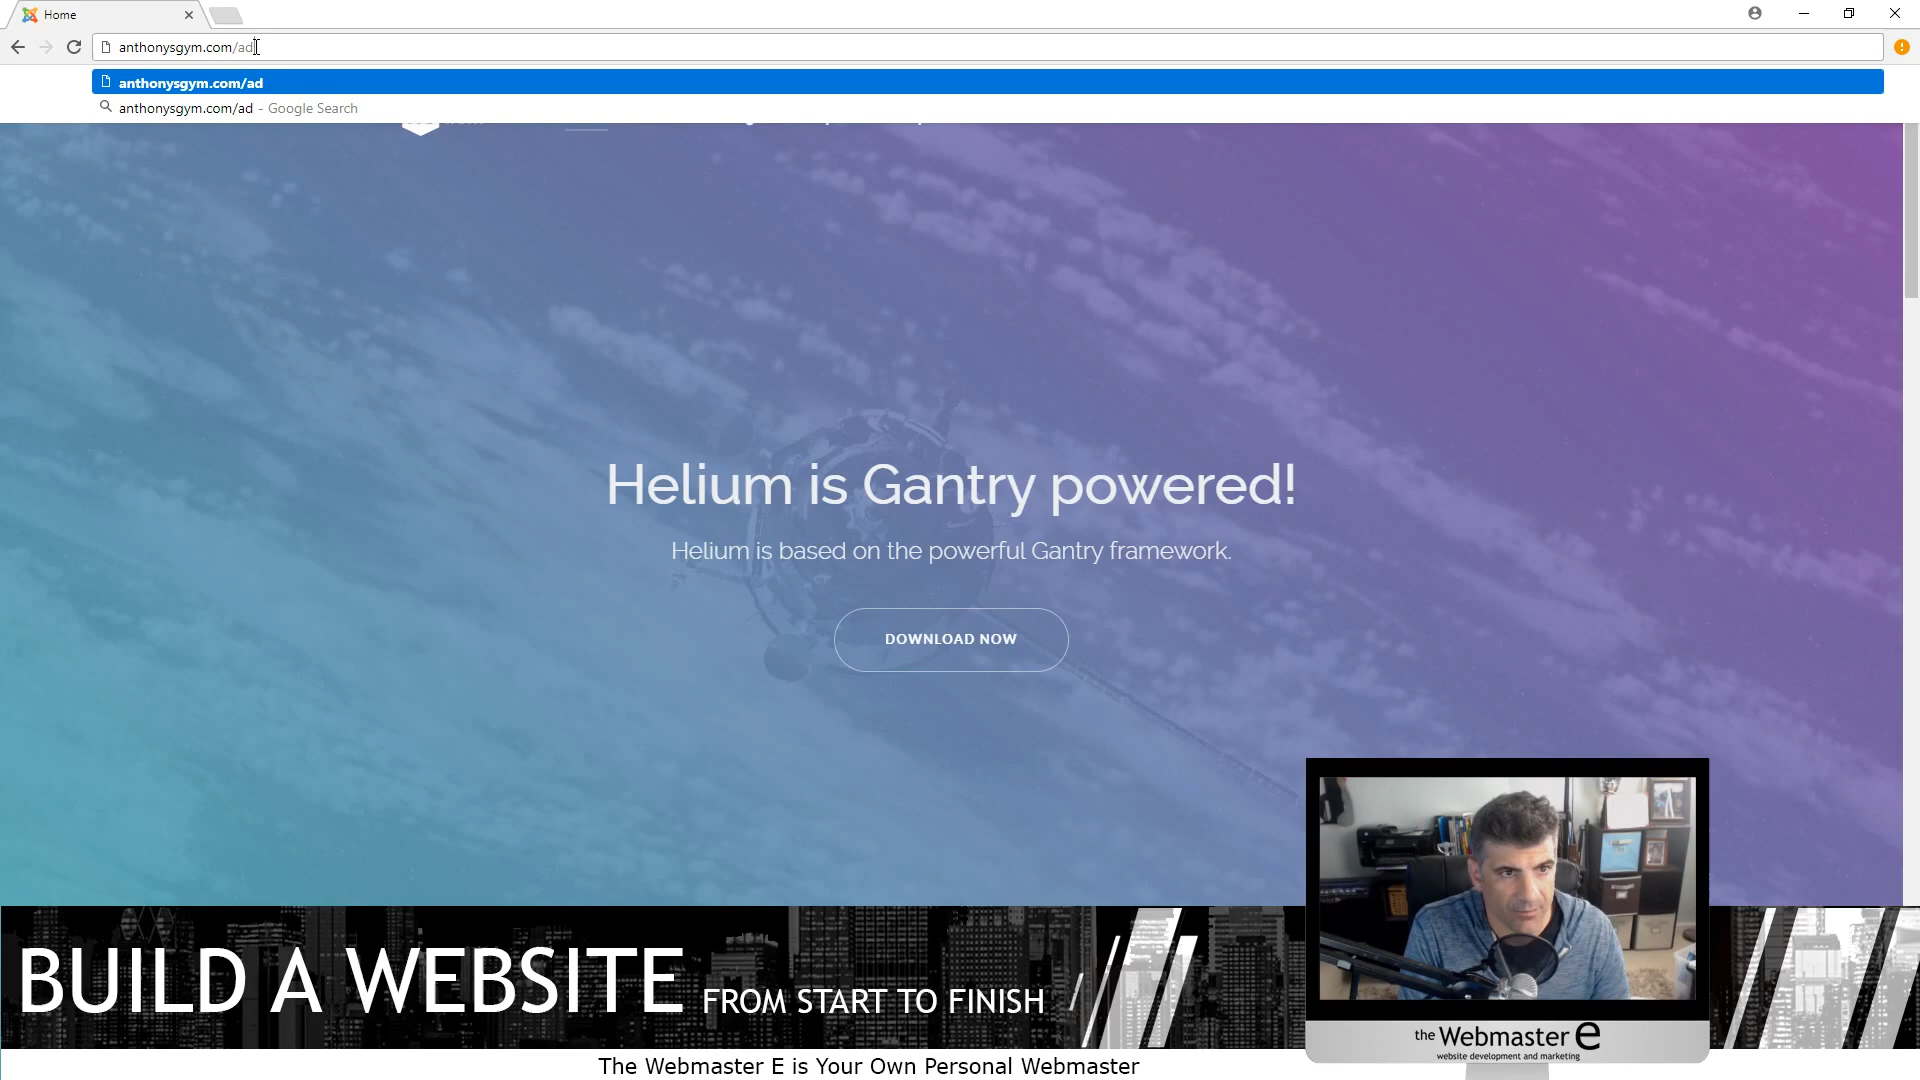 Home
anthonysgym.com/ad
anthonysgym.com/ad
anthonysgym.com/ad - Google Search
Helium is Gantry powered!
Helium is based on the powerful Gantry framework.
DOWNLOAD NOW
BUILD A WEBSITE FROM START TO FINISH
the Webmaster e
website development and marketing
The Webmaster E is Your Own Personal Webmaster